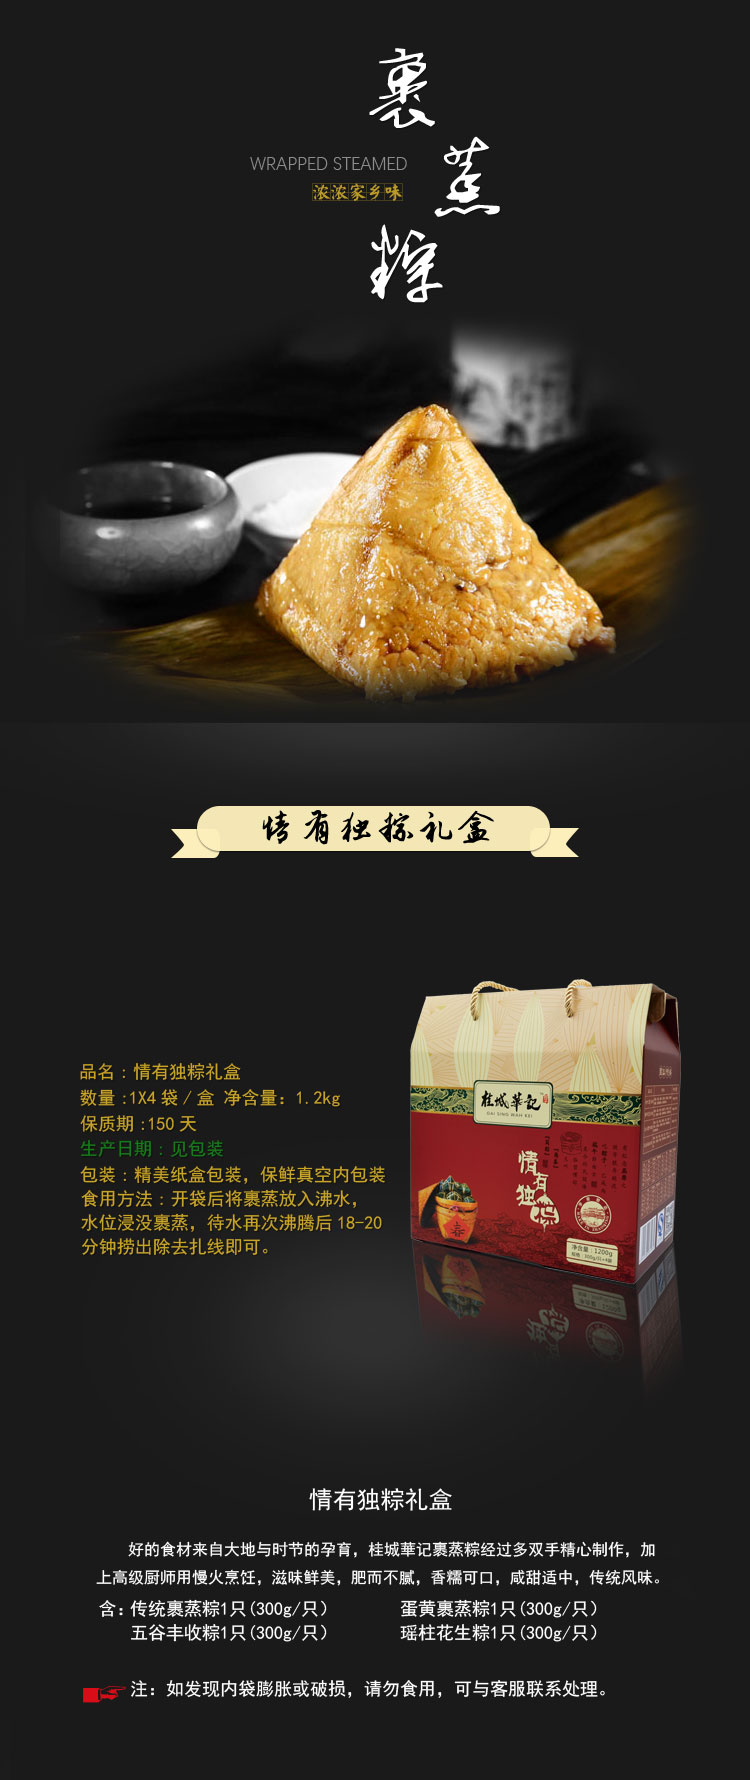 裹
蒸
粽
WRAPPED STEAMED
浓浓家乡味
情有独粽礼盒
品名：情有独粽礼盒
数量：1X4 袋／盒 净含量：1.2kg
保质期：150 天
生产日期：见包装
包装：精美纸盒包装，保鲜真空内包装
食用方法：开袋后将裹蒸放入沸水，
水位浸没裹蒸，待水再次沸腾后 18-20
分钟捞出除去扎线即可。
桂城華记
GAI SING WAH KEI
情有独
净含量：1200g
情有独粽礼盒
好的食材来自大地与时节的孕育，桂城華记裹蒸粽经过多双手精心制作，加
上高级厨师用慢火烹饪，滋味鲜美，肥而不腻，香糯可口，咸甜适中，传统风味。
含：传统裹蒸粽1只(300g/只) 蛋黄裹蒸粽1只(300g/只)
五谷丰收粽1只(300g/只) 瑶柱花生粽1只(300g/只)
注：如发现内袋膨胀或破损，请勿食用，可与客服联系处理。